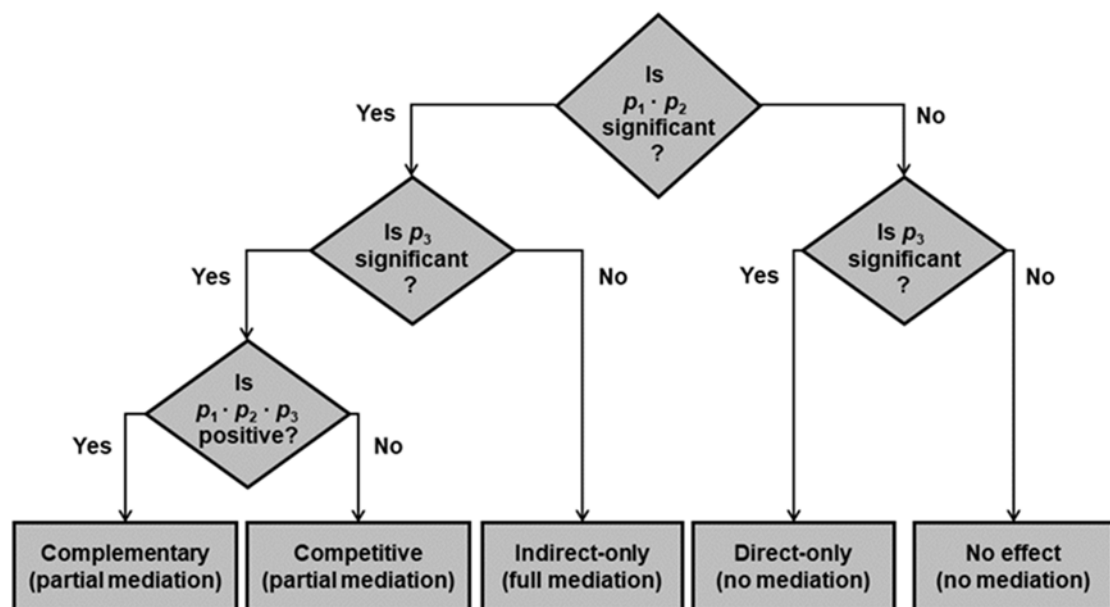 Is
p₁ · p₂
significant
?
Yes
No
Is p₃
significant
?
Yes
No
Is p₃
significant
?
Yes
No
Is
p₁ · p₂ · p₃
positive?
Yes
No
Complementary
(partial mediation)
Competitive
(partial mediation)
Indirect-only
(full mediation)
Direct-only
(no mediation)
No effect
(no mediation)